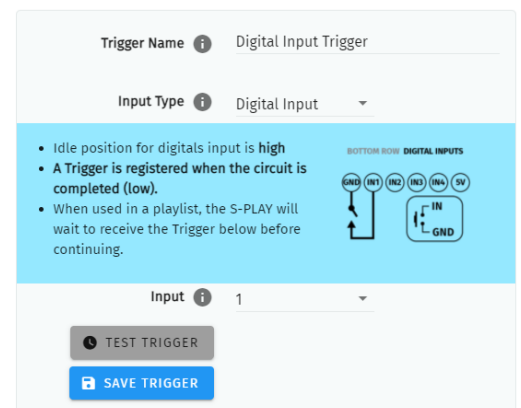 Trigger Name i Digital Input Trigger
Input Type i Digital Input
• Idle position for digitals input is high
• A Trigger is registered when the circuit is
completed (low).
• When used in a playlist, the S-PLAY will
wait to receive the Trigger below before
continuing.
BOTTOM ROW DIGITAL INPUTS
GND IN1 IN2 IN3 IN4 5V
IN
GND
Input i 1
TEST TRIGGER
SAVE TRIGGER